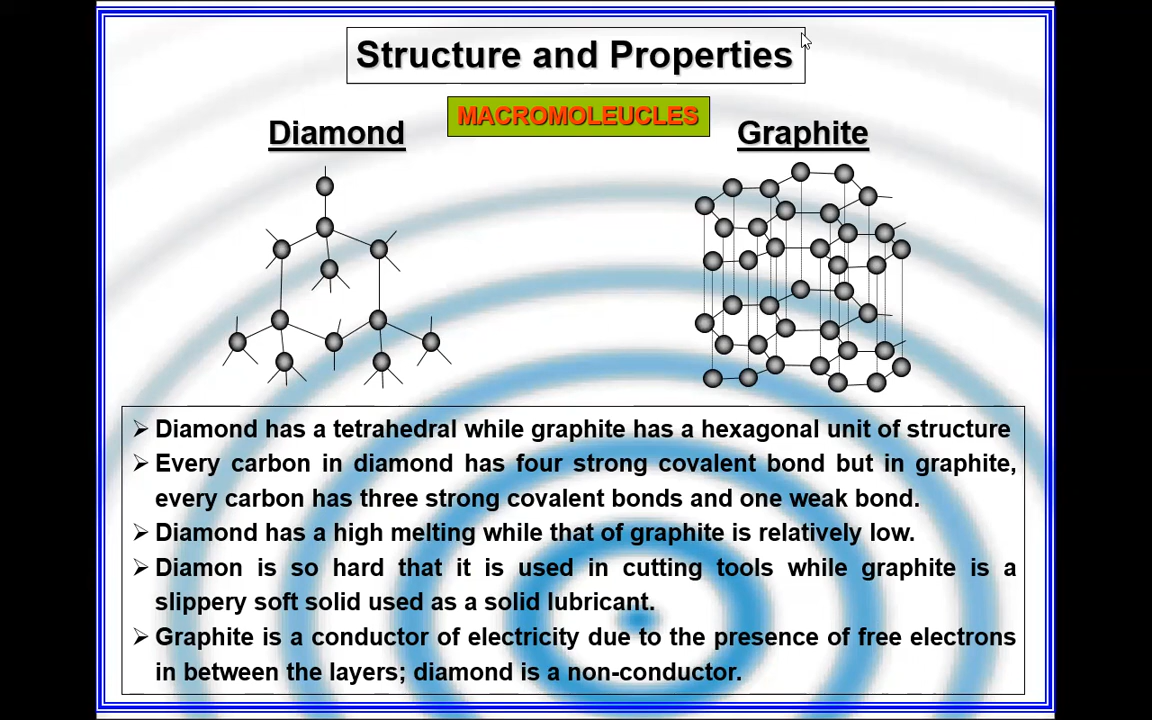 Structure and Properties
MACROMOLEUCLES
Diamond
Graphite
➢ Diamond has a tetrahedral while graphite has a hexagonal unit of structure
➢ Every carbon in diamond has four strong covalent bond but in graphite,
every carbon has three strong covalent bonds and one weak bond.
➢ Diamond has a high melting while that of graphite is relatively low.
➢ Diamon is so hard that it is used in cutting tools while graphite is a
slippery soft solid used as a solid lubricant.
➢ Graphite is a conductor of electricity due to the presence of free electrons
in between the layers; diamond is a non-conductor.